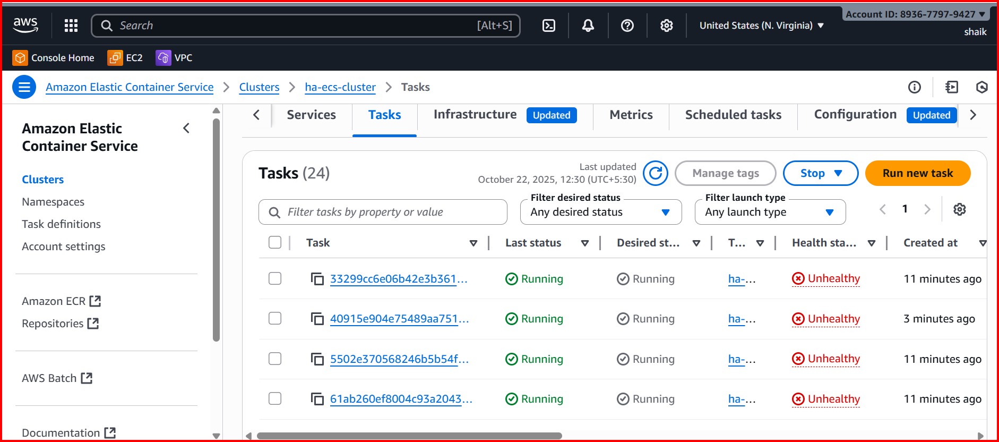 aws
Search
[Alt+S]
United States (N. Virginia)
Account ID: 8936-7797-9427
shaik
Console Home
EC2
VPC
Amazon Elastic Container Service
Clusters
ha-ecs-cluster
Tasks
Amazon Elastic
Container Service
Clusters
Namespaces
Task definitions
Account settings
Amazon ECR
Repositories
AWS Batch
Documentation
Services
Tasks
Infrastructure
Updated
Metrics
Scheduled tasks
Configuration
Updated
Tasks (24)
Last updated
October 22, 2025, 12:30 (UTC+5:30)
Manage tags
Stop
Run new task
Filter tasks by property or value
Filter desired status
Any desired status
Filter launch type
Any launch type
1
Task
Last status
Desired st...
T...
Health sta...
Created at
33299cc6e06b42e3b361... Running Running ha-... Unhealthy 11 minutes ago
40915e904e75489aa751... Running Running ha-... Unhealthy 3 minutes ago
5502e370568246b5b54f... Running Running ha-... Unhealthy 11 minutes ago
61ab260ef8004c93a2043... Running Running ha-... Unhealthy 11 minutes ago